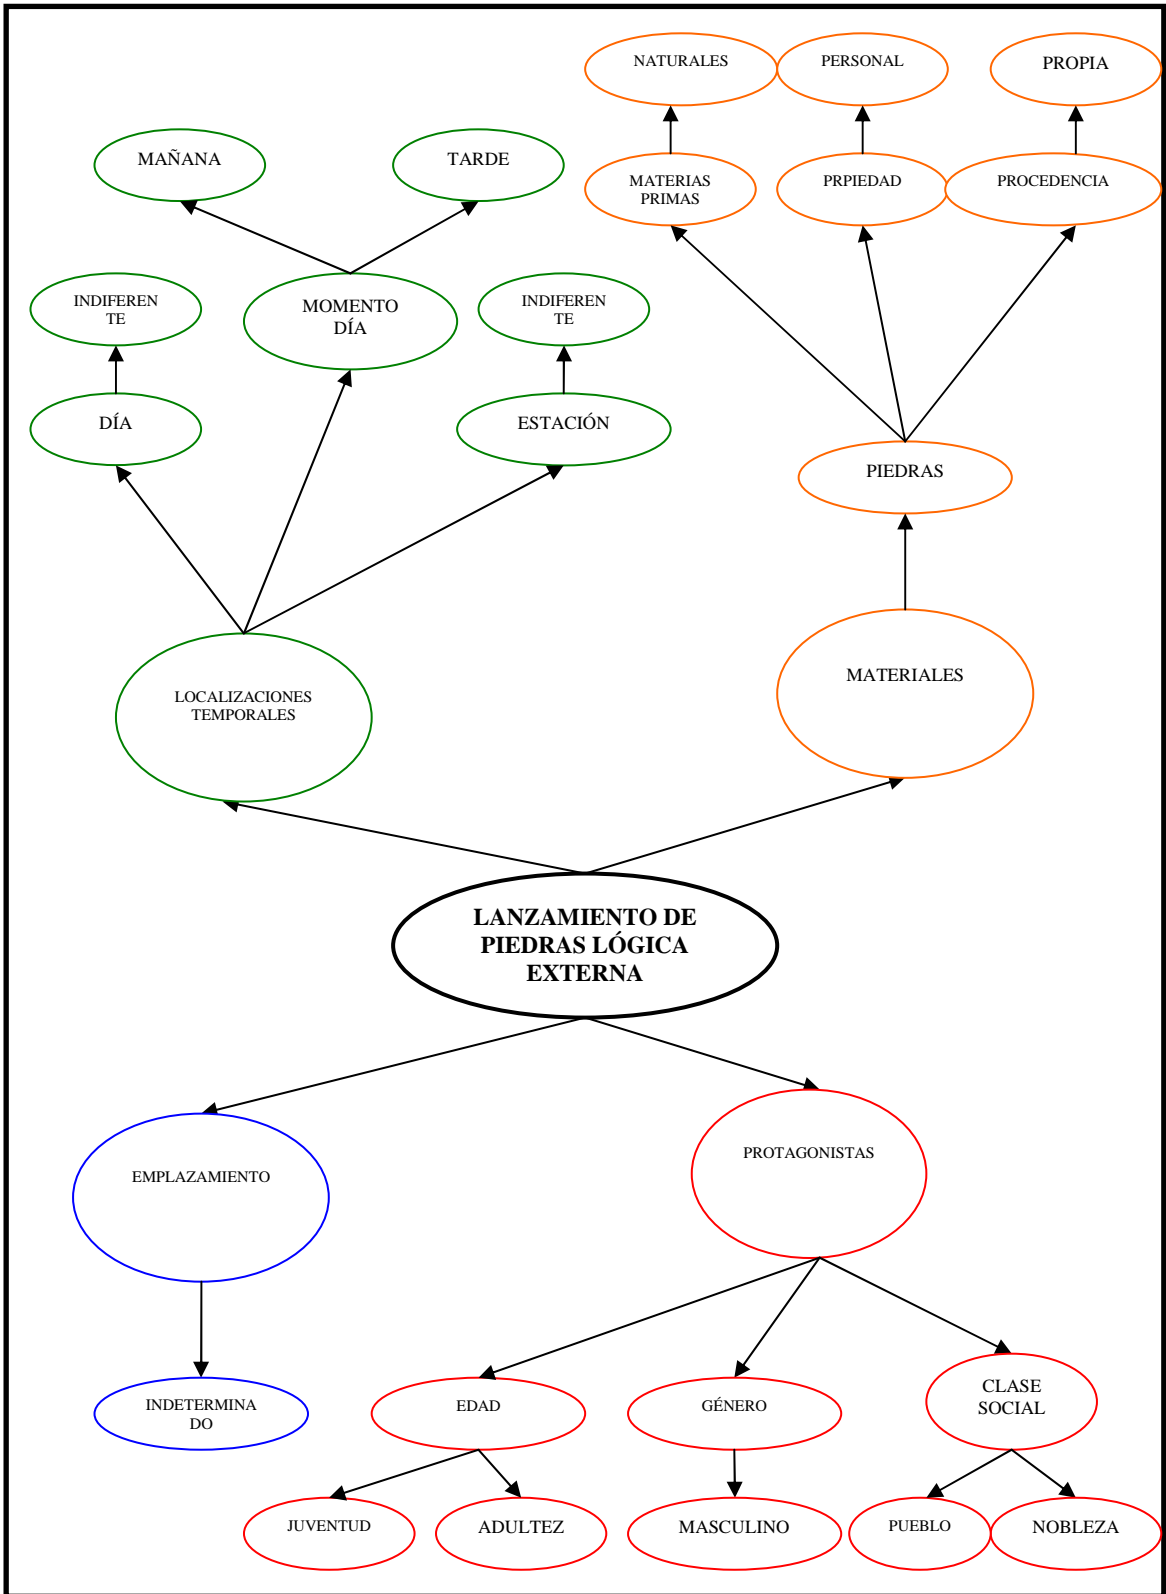 NATURALES
PERSONAL
PROPIA
MAÑANA
TARDE
MATERIAS
PRIMAS
PRPIEDAD
PROCEDENCIA
INDIFEREN
TE
MOMENTO
DÍA
INDIFEREN
TE
DÍA
ESTACIÓN
PIEDRAS
LOCALIZACIONES
TEMPORALES
MATERIALES
LANZAMIENTO DE
PIEDRAS LÓGICA
EXTERNA
EMPLAZAMIENTO
PROTAGONISTAS
INDETERMINA
DO
EDAD
GÉNERO
CLASE
SOCIAL
JUVENTUD
ADULTEZ
MASCULINO
PUEBLO
NOBLEZA